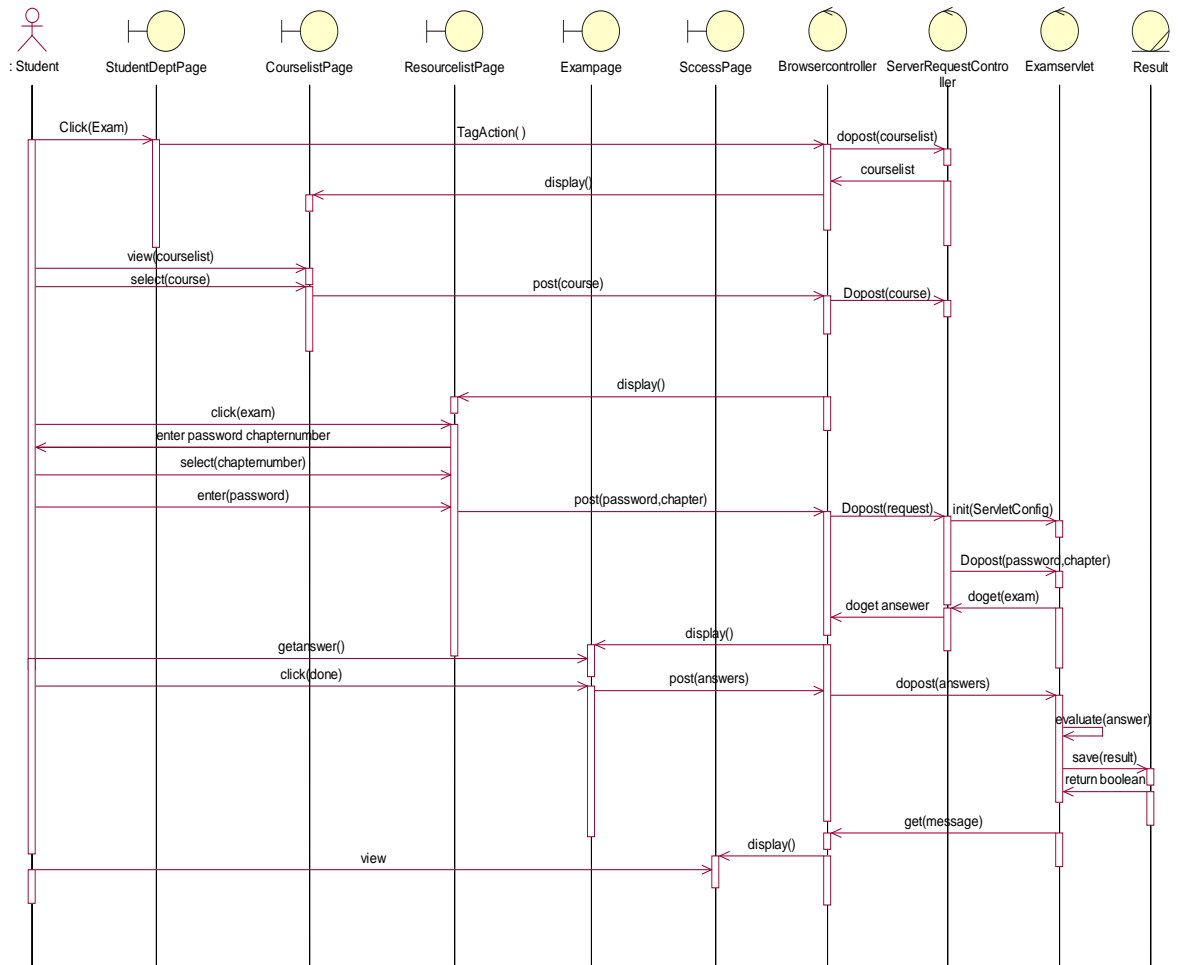 : Student
StudentDeptPage
CourselistPage
ResourcelistPage
Exampage
SccessPage
Browsercontroller
ServerRequestContro
ller
Examservlet
Result
Click(Exam)
TagAction( )
dopost(courselist)
courselist
display()
view(courselist)
select(course)
post(course)
Dopost(course)
display()
click(exam)
enter password chapternumber
select(chapternumber)
enter(password)
post(password,chapter)
Dopost(request)
init(ServletConfig)
Dopost(password,chapter)
doget(exam)
doget ansewer
display()
getanswer()
click(done)
post(answers)
dopost(answers)
evaluate(answer)
save(result)
return boolean
get(message)
display()
view